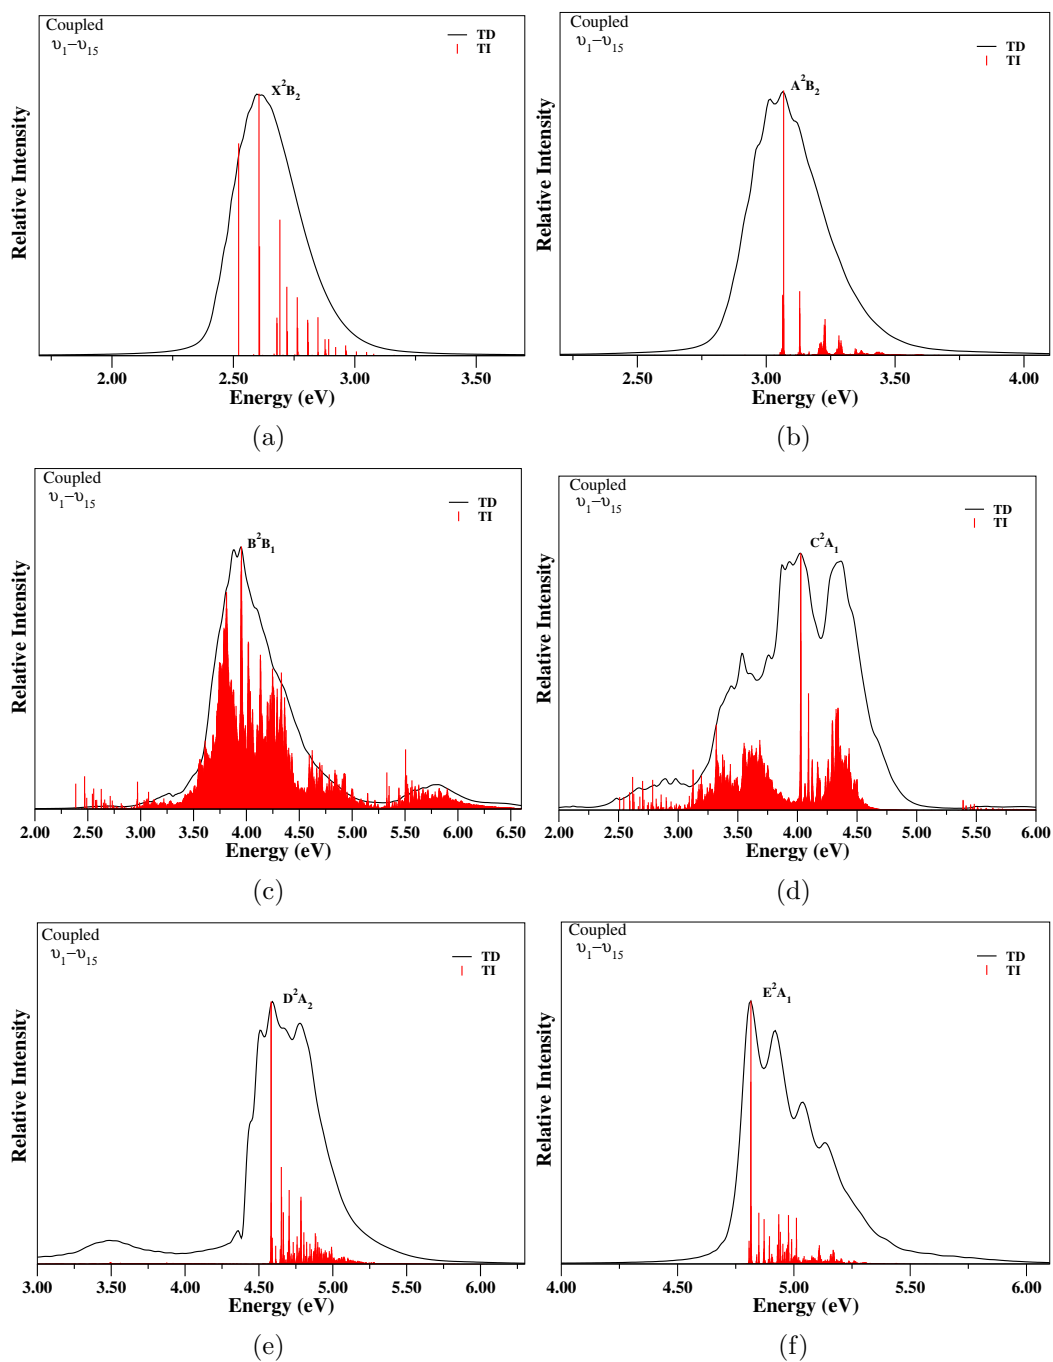 Coupled
υ1–υ15
TD
TI
X²B₂
Relative Intensity
2.00 2.50 3.00 3.50
Energy (eV)
(a)
Coupled
υ1–υ15
TD
TI
A²B₂
Relative Intensity
2.50 3.00 3.50 4.00
Energy (eV)
(b)
Coupled
υ1–υ15
TD
TI
B²B₁
Relative Intensity
2.00 2.50 3.00 3.50 4.00 4.50 5.00 5.50 6.00 6.50
Energy (eV)
(c)
Coupled
υ1–υ15
TD
TI
C²A₁
Relative Intensity
2.00 2.50 3.00 3.50 4.00 4.50 5.00 5.50 6.00
Energy (eV)
(d)
Coupled
υ1–υ15
TD
TI
D²A₂
Relative Intensity
3.00 3.50 4.00 4.50 5.00 5.50 6.00
Energy (eV)
(e)
Coupled
υ1–υ15
TD
TI
E²A₁
Relative Intensity
4.00 4.50 5.00 5.50 6.00
Energy (eV)
(f)